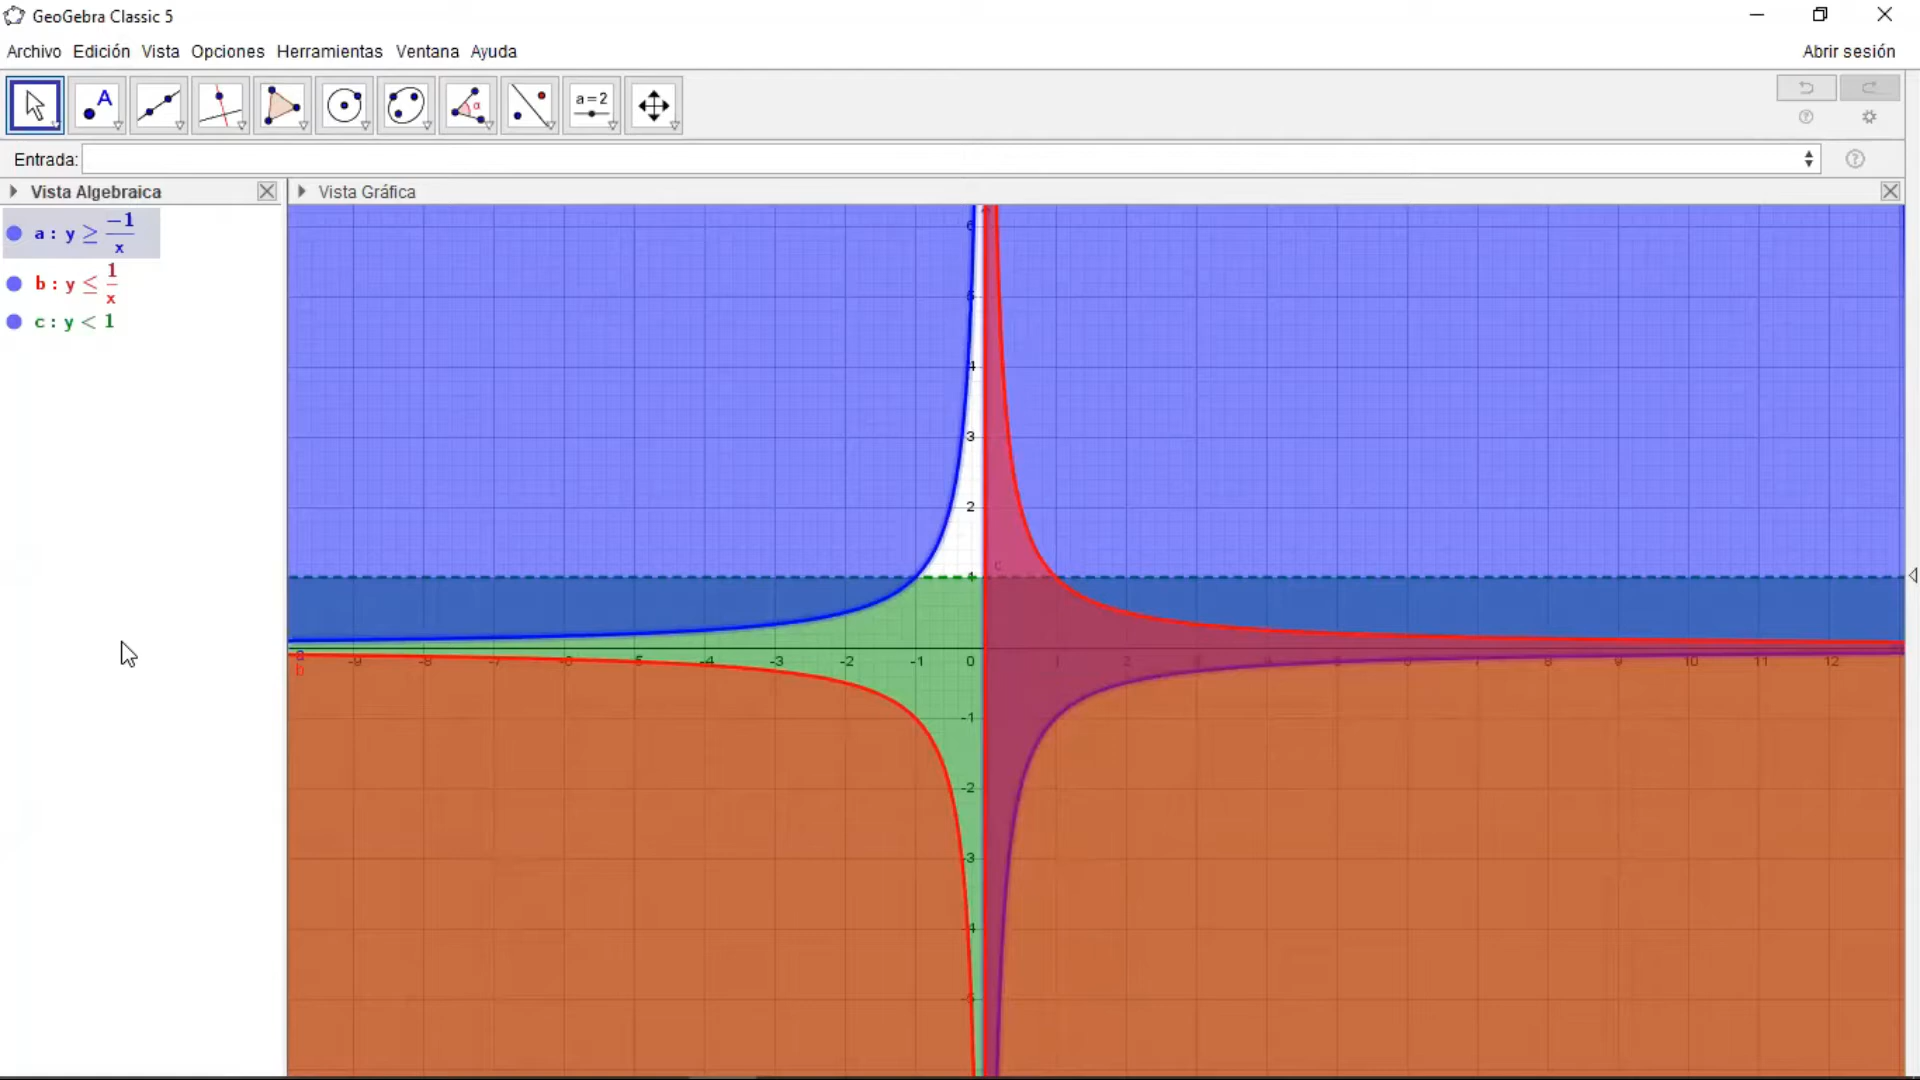 GeoGebra Classic 5
Archivo Edición Vista Opciones Herramientas Ventana Ayuda Abrir sesión
A α a=2
Entrada:
Vista Algebraica
Vista Gráfica
a : y ≥ −1/x
b : y ≤ 1/x
c : y < 1
6
5
4
3
2
1
c
a
b
-9 -8 -7 -6 -5 -4 -3 -2 -1 0 1 2 3 4 5 6 7 8 9 10 11 12
-1
-2
-3
-4
-5